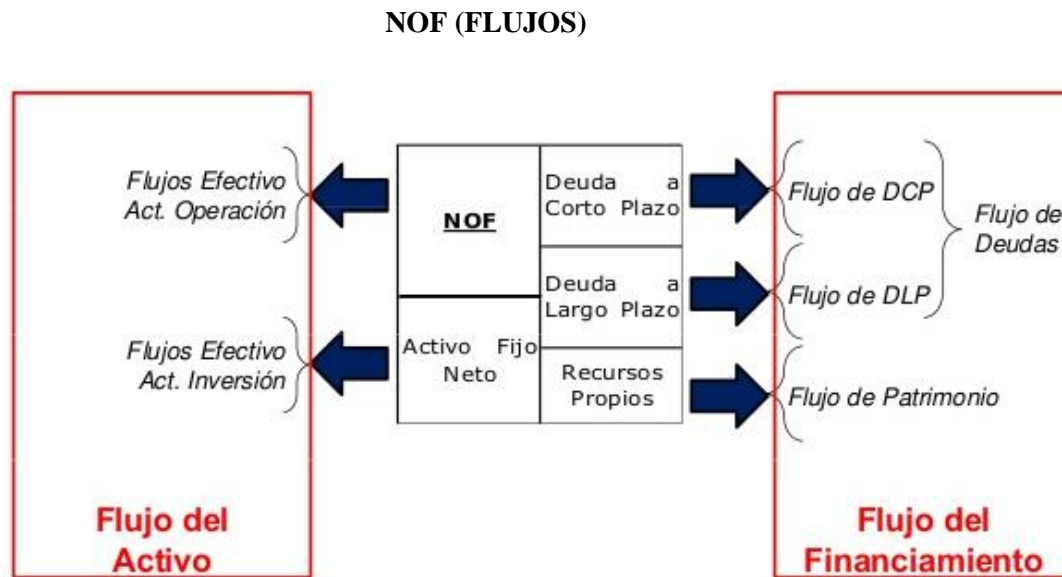 NOF (FLUJOS)
Flujos Efectivo
Act. Operación
Flujos Efectivo
Act. Inversión
Flujo del
Activo
NOF
Activo Fijo
Neto
Deuda a
Corto Plazo
Deuda a
Largo Plazo
Recursos
Propios
Flujo de DCP
Flujo de DLP
Flujo de
Deudas
Flujo de Patrimonio
Flujo del
Financiamiento